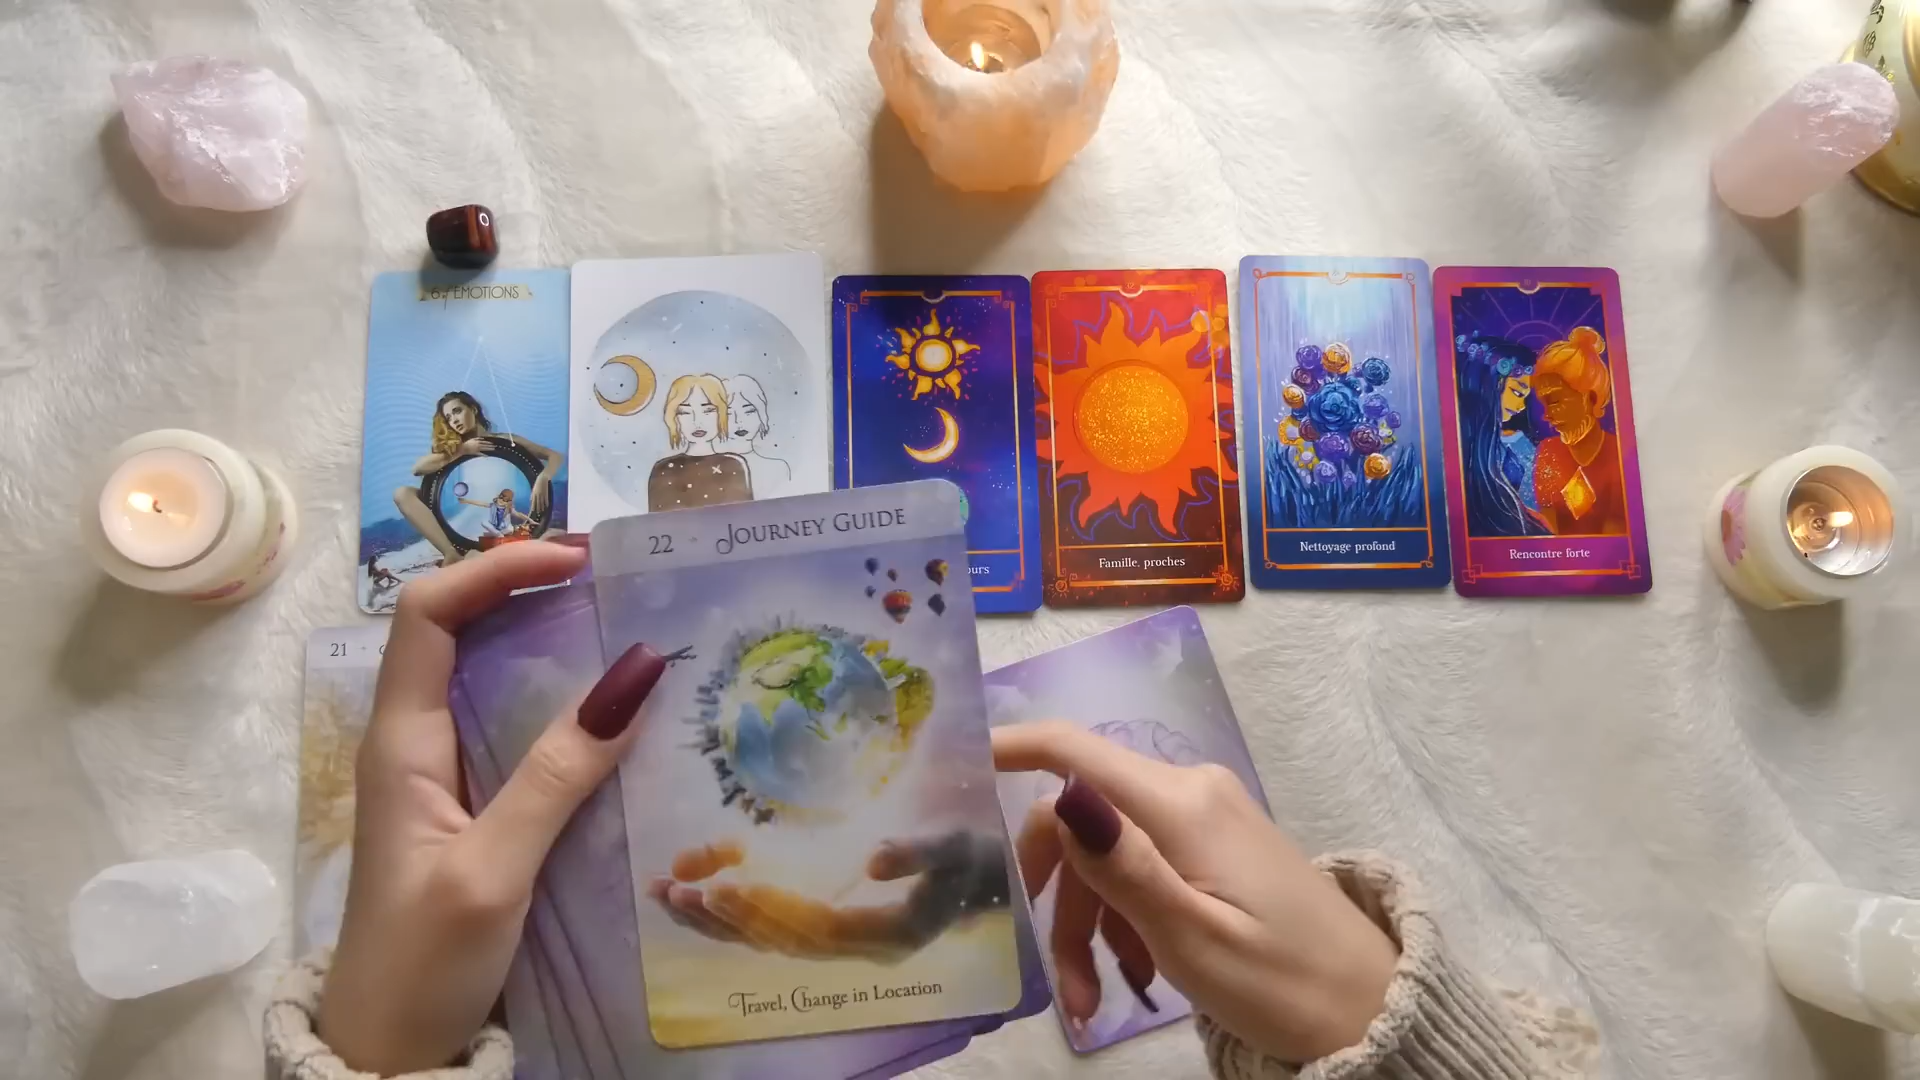 6. EMOTIONS
Famille, proches
Nettoyage profond
Rencontre forte
22 JOURNEY GUIDE
21
Travel, Change in Location